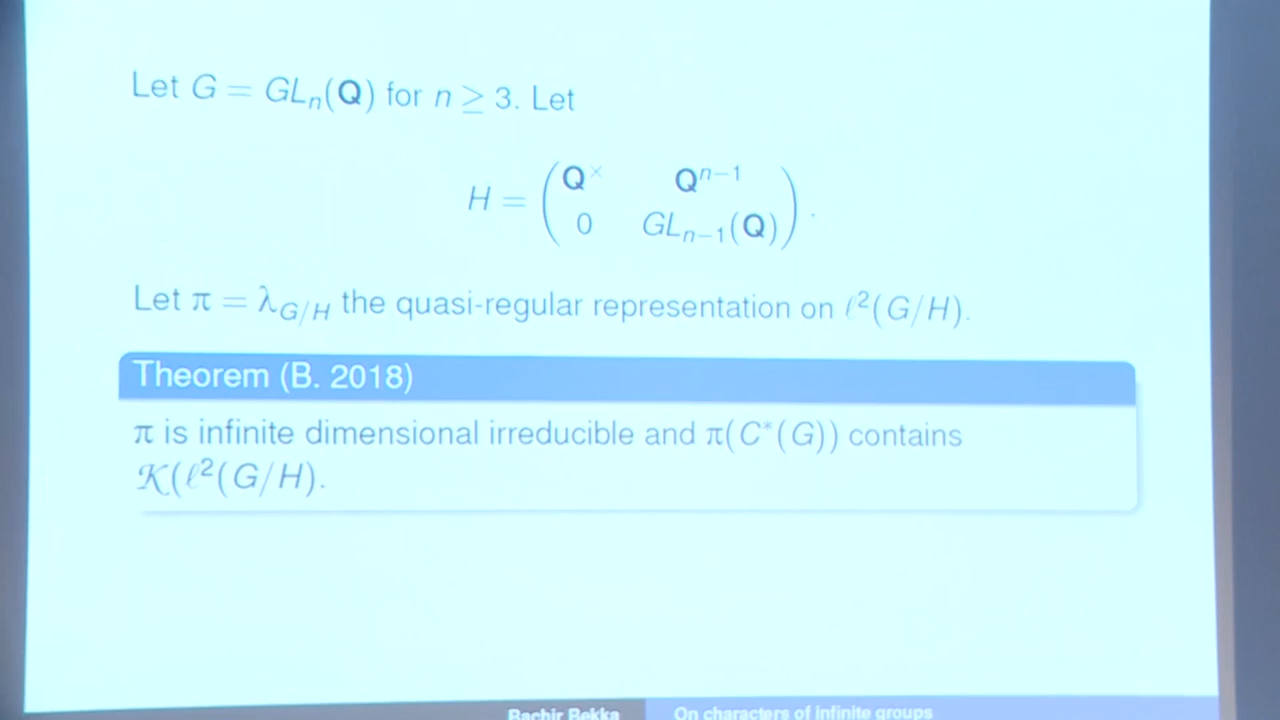 Let G = GLₙ(Q) for n ≥ 3. Let
H = ( Q^× Q^{n−1}
0 GL_{n−1}(Q) ).
Let π = λ_{G/H} the quasi-regular representation on ℓ²(G/H).
Theorem (B. 2018)
π is infinite dimensional irreducible and π(C*(G)) contains
𝒦(ℓ²(G/H).
Bachir Bekka On characters of infinite groups